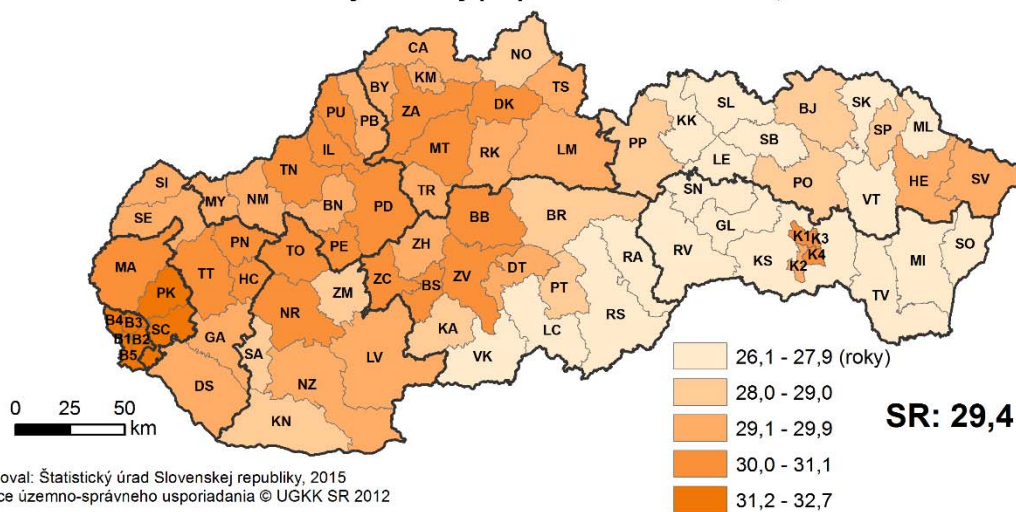 CA
NO
BY
KM
TS
PU
PB
ZA
DK
IL
MT
RK
LM
TN
PP
KK
SL
SB
LE
BJ
SK
SP
ML
PO
HE
SV
VT
SI
MY
NM
BN
PD
TR
SE
PE
BB
BR
SN
GL
RV
KS
K1
K3
K4
K2
SO
MI
TV
MA
PN
TT
HC
TO
ZH
ZC
BS
ZV
DT
PT
RA
PK
ZM
NR
KA
LC
RS
VK
B4
B3
SC
B1
B2
B5
GA
SA
LV
DS
NZ
KN
0 25 50
km
26,1 - 27,9 (roky)
28,0 - 29,0
29,1 - 29,9
30,0 - 31,1
31,2 - 32,7
SR: 29,4
oval: Štatistický úrad Slovenskej republiky, 2015
ce územno-správneho usporiadania © UGKK SR 2012